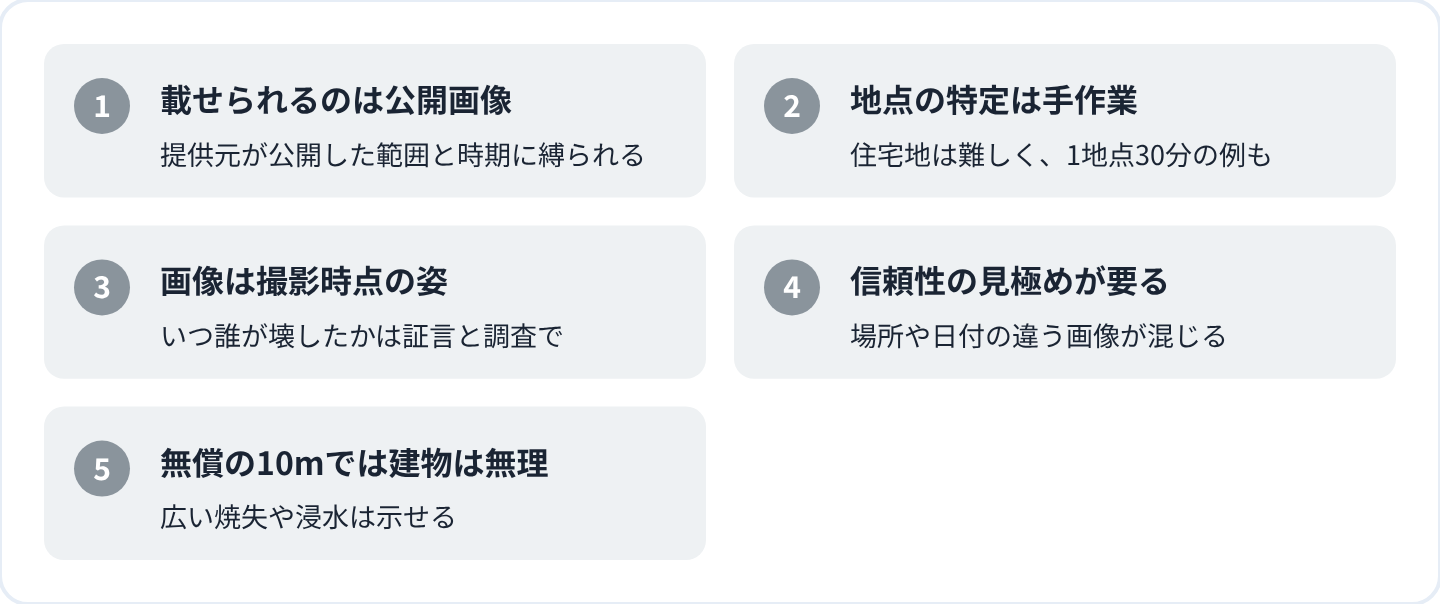 1
載せられるのは公開画像
提供元が公開した範囲と時期に縛られる
2
地点の特定は手作業
住宅地は難しく、1地点30分の例も
3
画像は撮影時点の姿
いつ誰が壊したかは証言と調査で
4
信頼性の見極めが要る
場所や日付の違う画像が混じる
5
無償の10mでは建物は無理
広い焼失や浸水は示せる